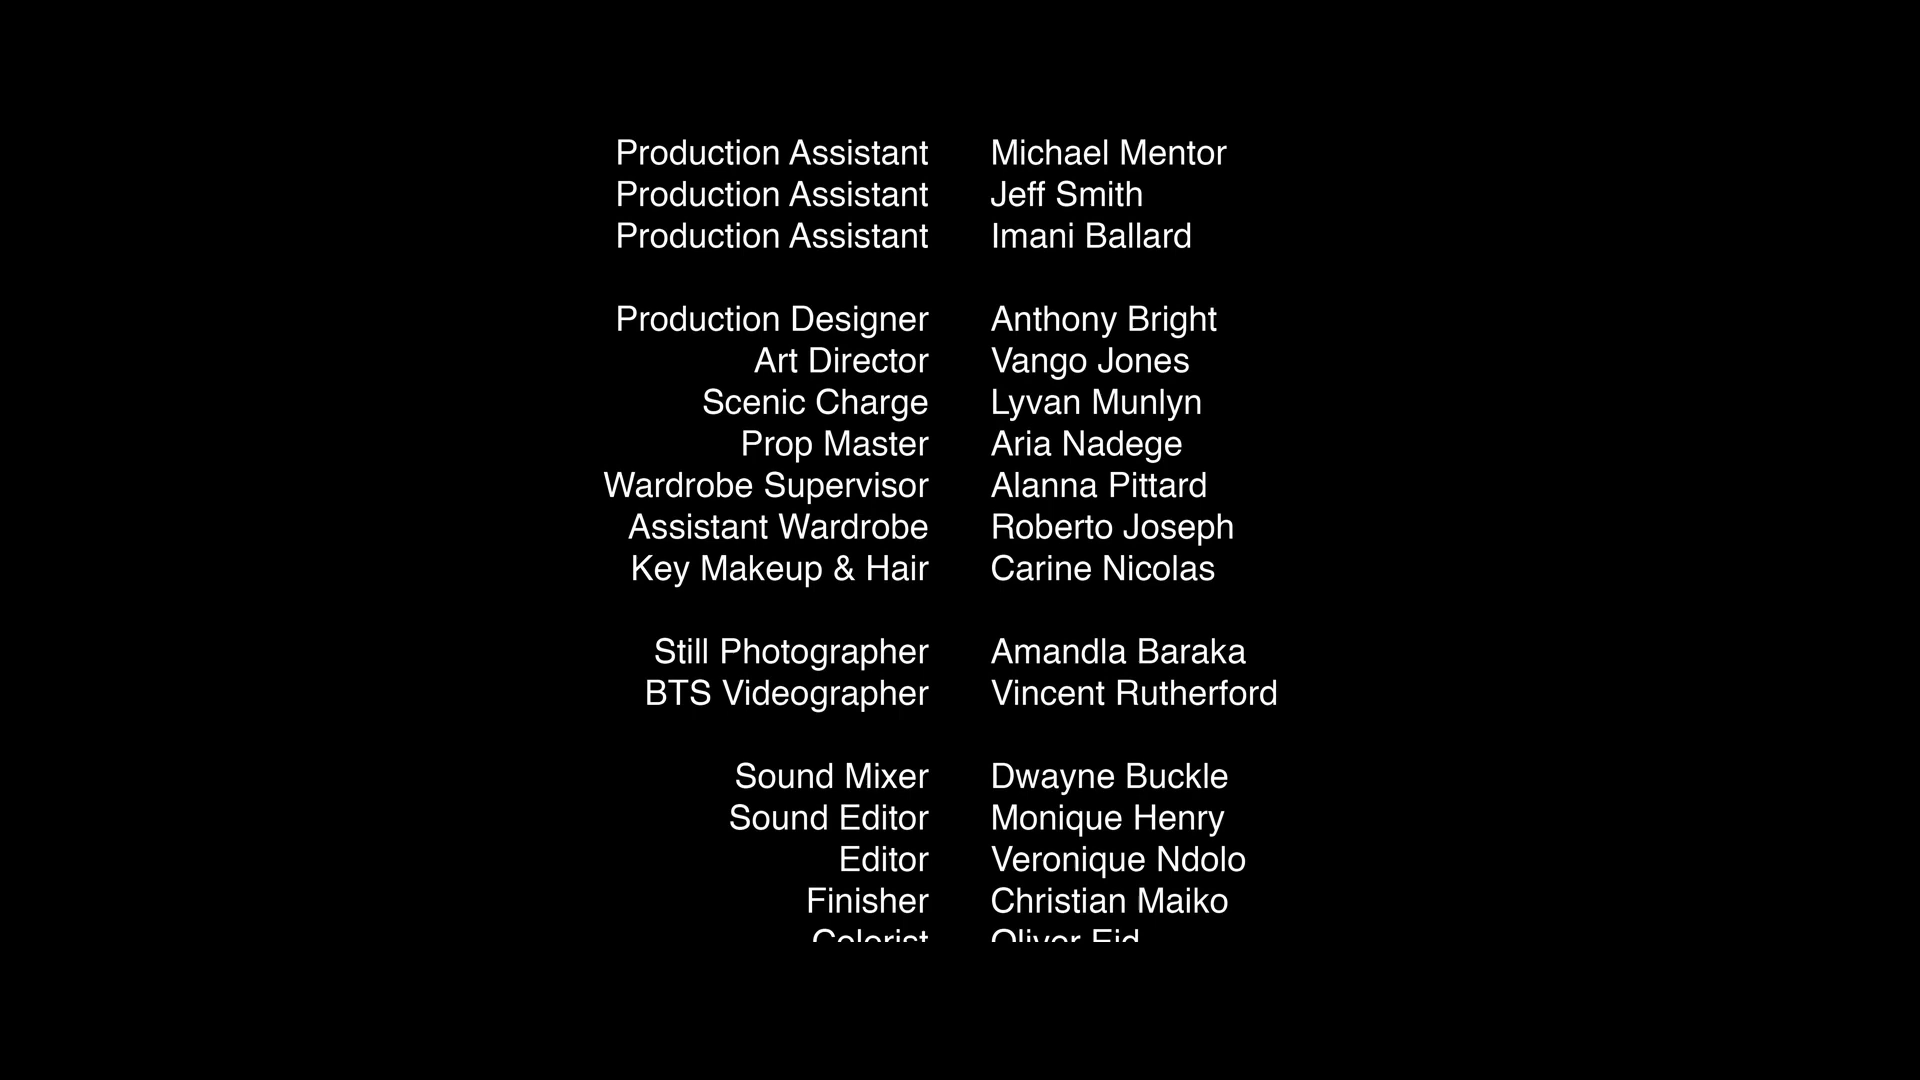 Production Assistant Michael Mentor
Production Assistant Jeff Smith
Production Assistant Imani Ballard
Production Designer Anthony Bright
Art Director Vango Jones
Scenic Charge Lyvan Munlyn
Prop Master Aria Nadege
Wardrobe Supervisor Alanna Pittard
Assistant Wardrobe Roberto Joseph
Key Makeup & Hair Carine Nicolas
Still Photographer Amandla Baraka
BTS Videographer Vincent Rutherford
Sound Mixer Dwayne Buckle
Sound Editor Monique Henry
Editor Veronique Ndolo
Finisher Christian Maiko
Colorist Oliver Eid